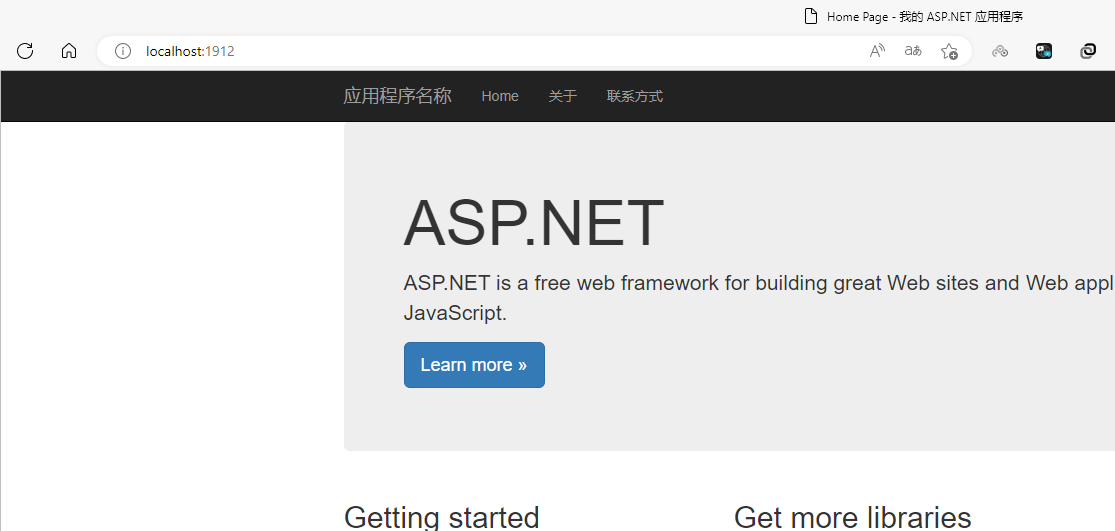 Home Page - 我的 ASP.NET 应用程序
localhost:1912
应用程序名称 Home 关于 联系方式
ASP.NET
ASP.NET is a free web framework for building great Web sites and Web appl
JavaScript.
Learn more »
Getting started Get more libraries